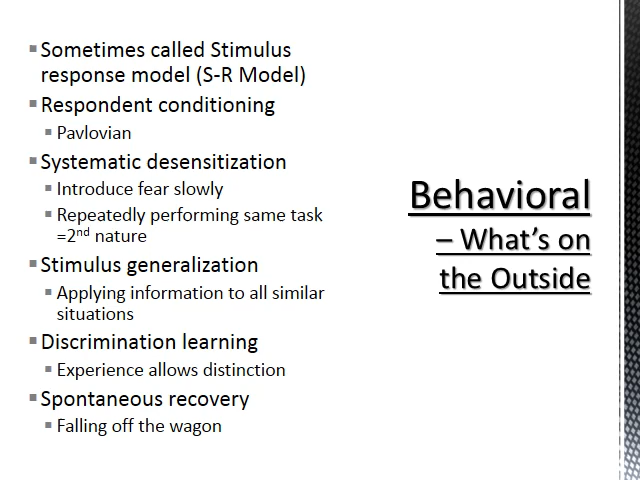 ▪ Sometimes called Stimulus
response model (S-R Model)
▪ Respondent conditioning
▪ Pavlovian
▪ Systematic desensitization
▪ Introduce fear slowly
▪ Repeatedly performing same task
=2nd nature
▪ Stimulus generalization
▪ Applying information to all similar
situations
▪ Discrimination learning
▪ Experience allows distinction
▪ Spontaneous recovery
▪ Falling off the wagon
Behavioral
– What's on
the Outside